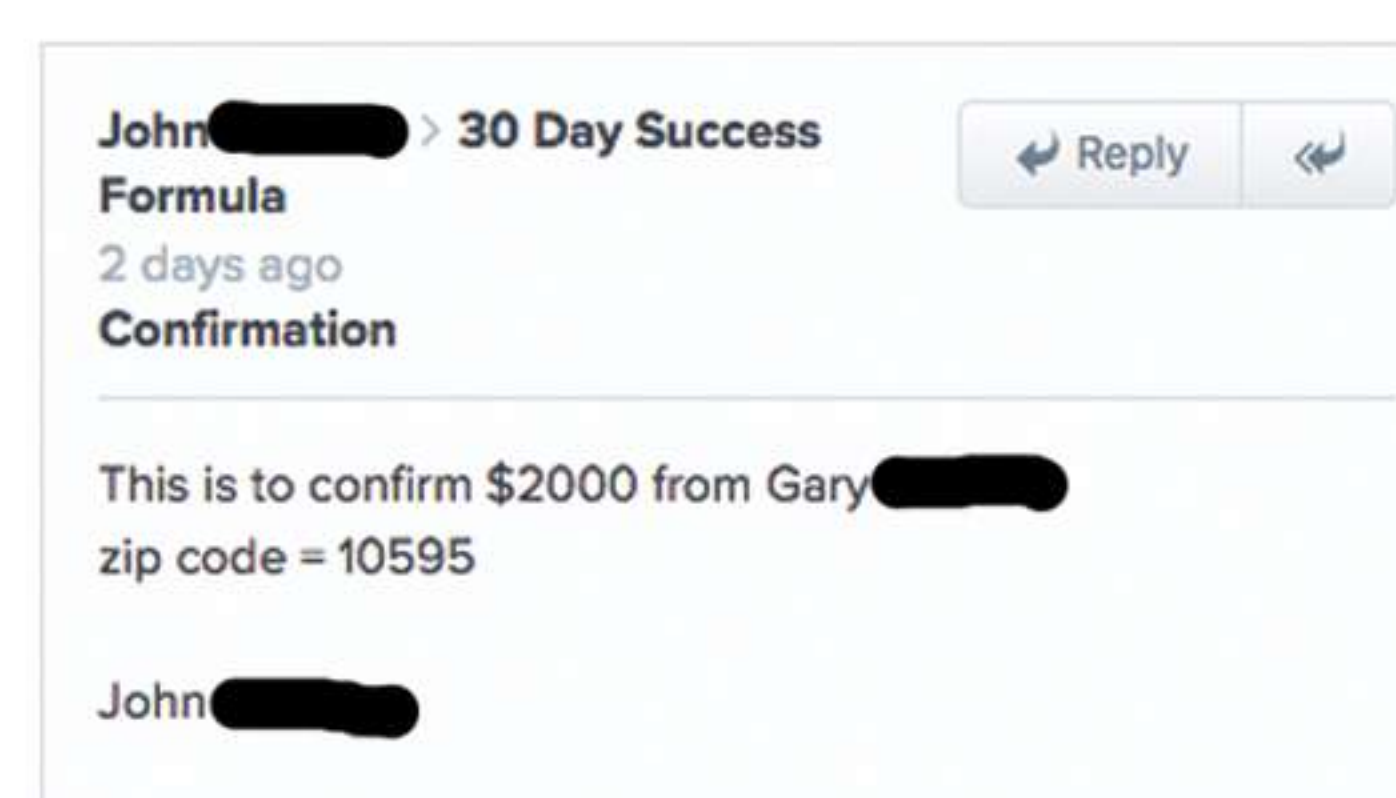 John > 30 Day Success
Formula
Reply
2 days ago
Confirmation
This is to confirm $2000 from Gary
zip code = 10595
John